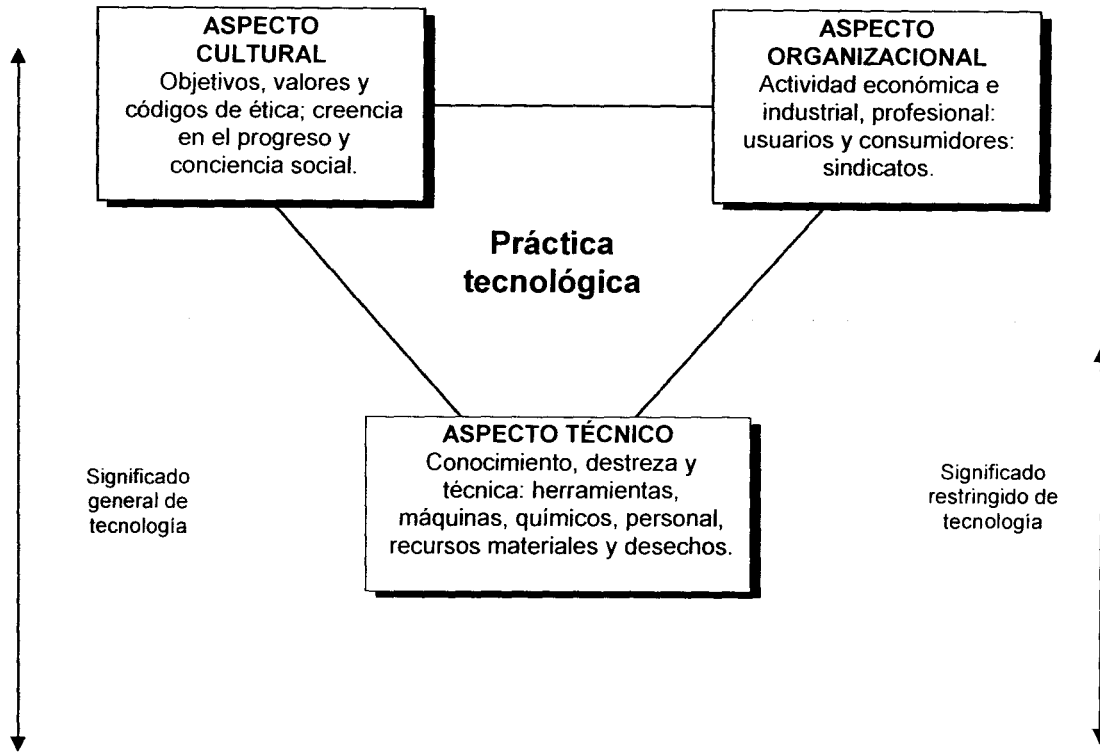 ASPECTO
CULTURAL
Objetivos, valores y
códigos de ética; creencia
en el progreso y
conciencia social.
ASPECTO
ORGANIZACIONAL
Actividad económica e
industrial, profesional:
usuarios y consumidores:
sindicatos.
Práctica
tecnológica
ASPECTO TÉCNICO
Conocimiento, destreza y
técnica: herramientas,
máquinas, químicos, personal,
recursos materiales y desechos.
Significado
general de
tecnología
Significado
restringido de
tecnología